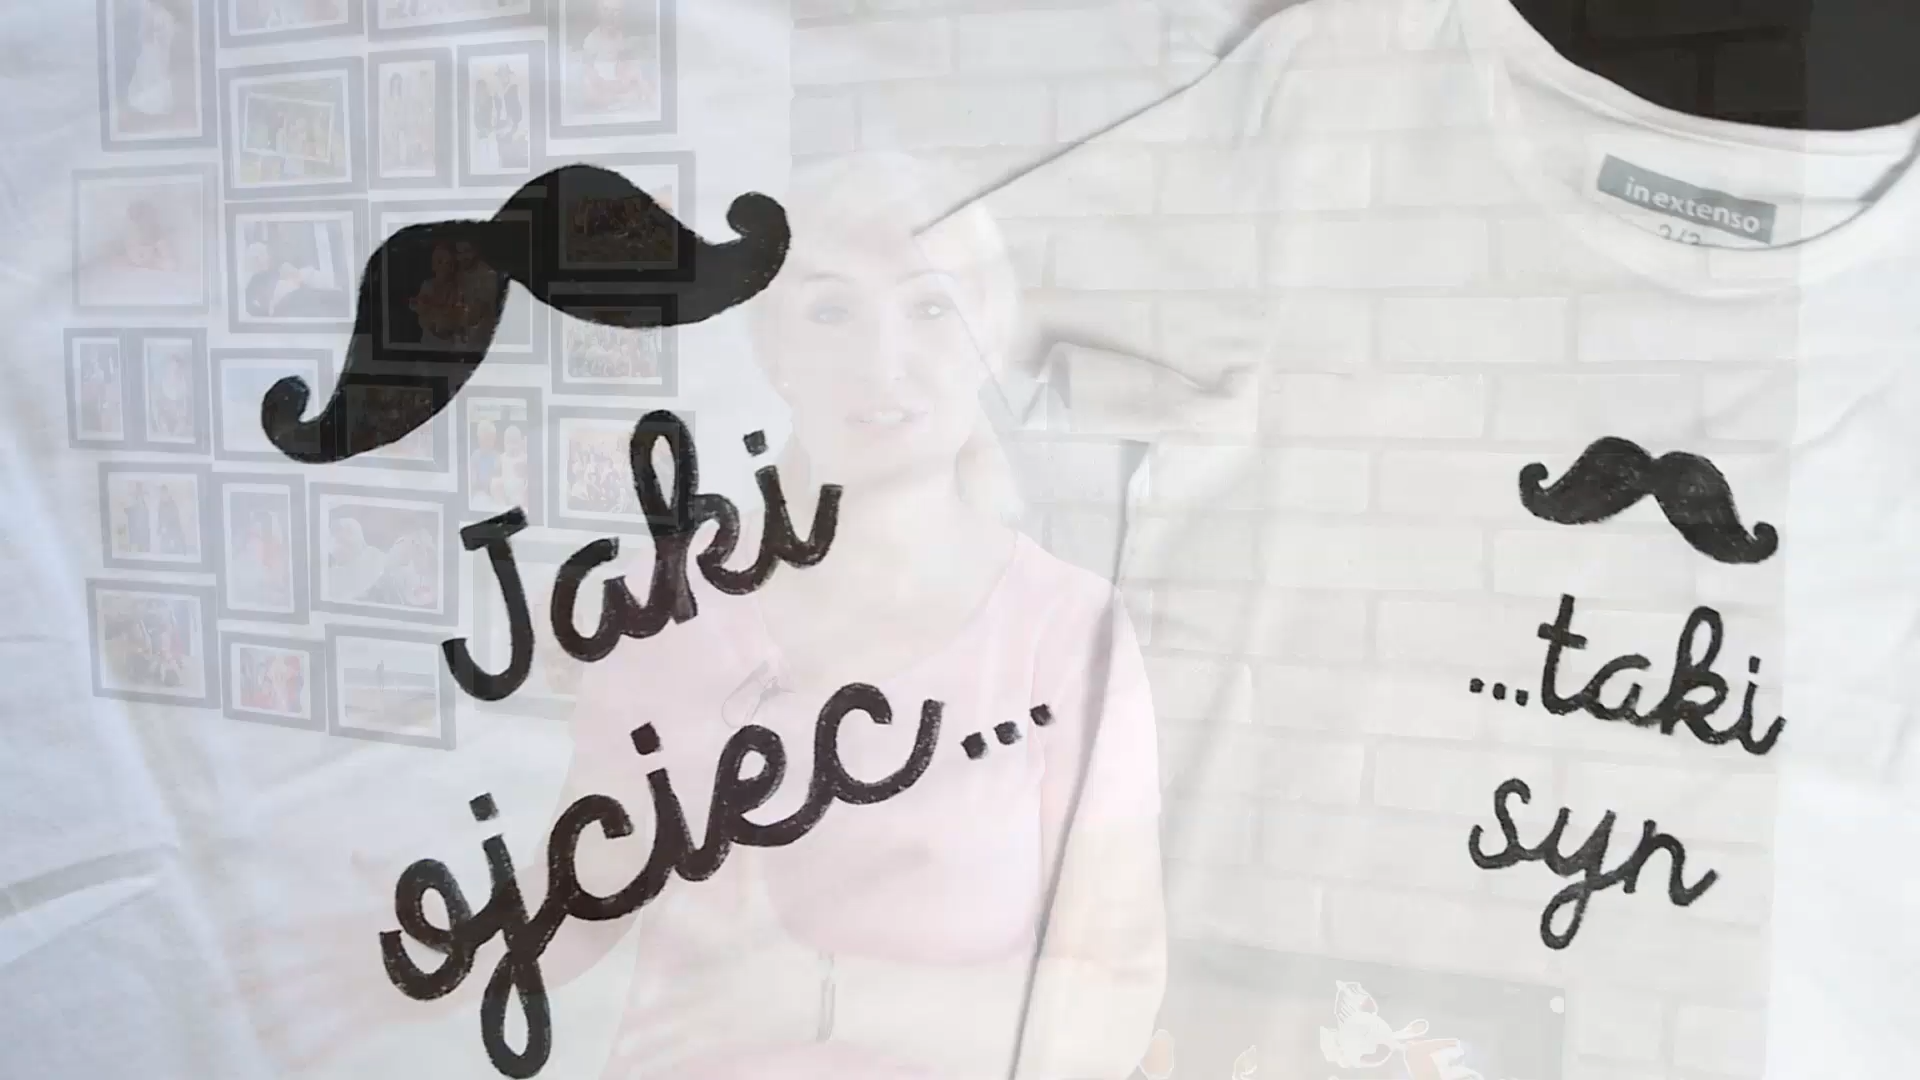 Jaki
ojciec...
inextenso
...taki
syn